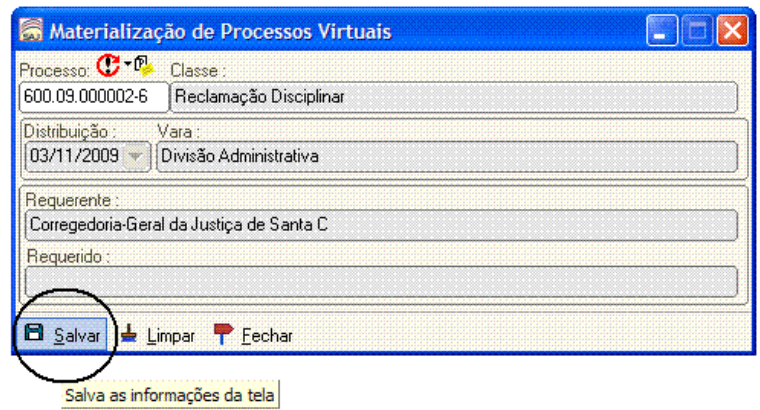 SAJ Materialização de Processos Virtuais
Processo: Classe :
600.09.000002-6 Reclamação Disciplinar
Distribuição : Vara :
03/11/2009 Divisão Administrativa
Requerente :
Corregedoria-Geral da Justiça de Santa C
Requerido :
Salvar Limpar Fechar
Salva as informações da tela